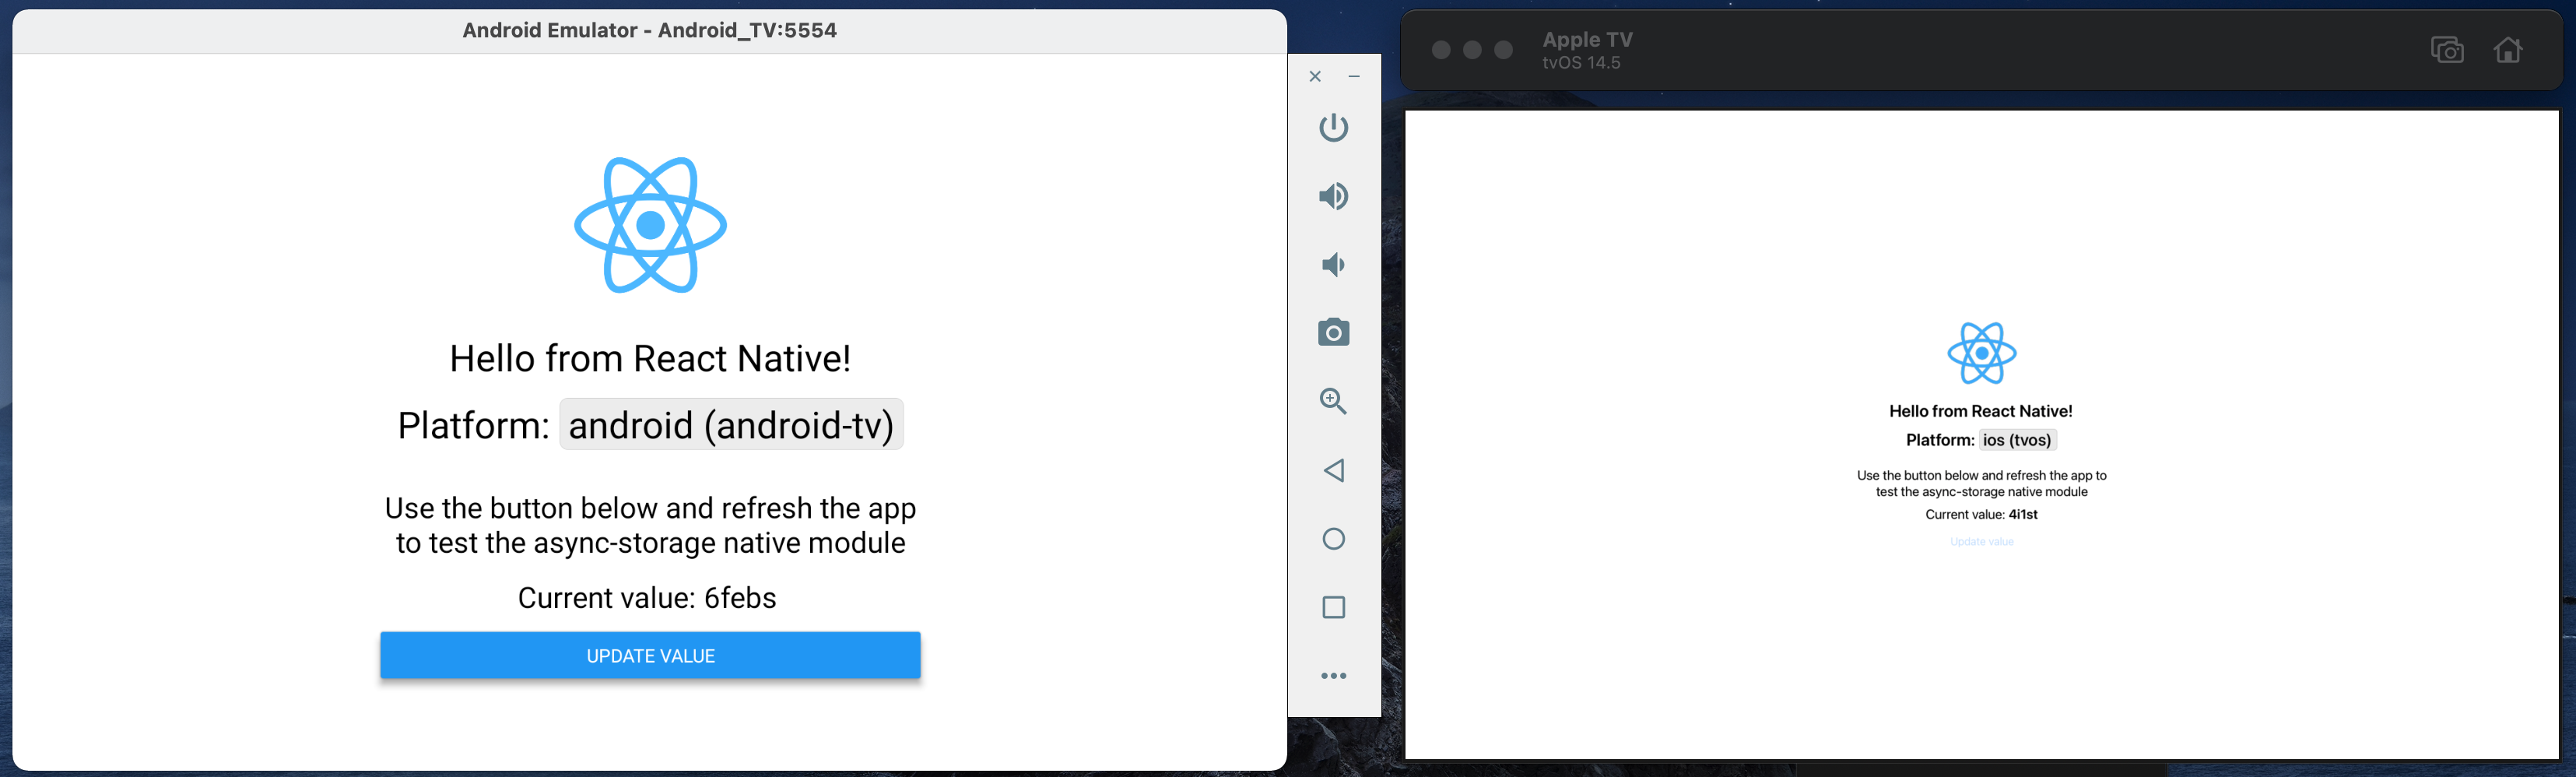 Android Emulator - Android_TV:5554
Hello from React Native!
Platform: android (android-tv)
Use the button below and refresh the app
to test the async-storage native module
Current value: 6febs
UPDATE VALUE
Apple TV
tvOS 14.5
Hello from React Native!
Platform: ios (tvos)
Use the button below and refresh the app to
test the async-storage native module
Current value: 4i1st
Update value